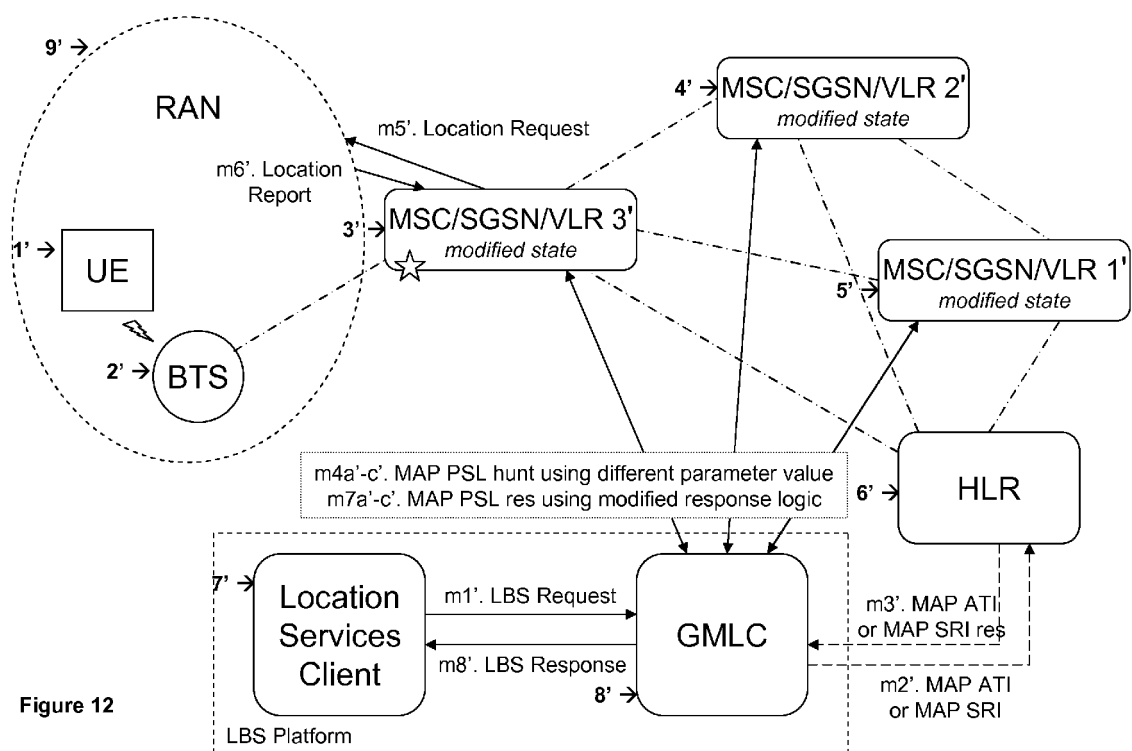 9’ →
RAN
m5’. Location Request
m6’. Location
Report
1’ →
UE
2’ →
BTS
3’ →
MSC/SGSN/VLR 3'
modified state
4’ →
MSC/SGSN/VLR 2'
modified state
5’ →
MSC/SGSN/VLR 1'
modified state
m4a’-c’. MAP PSL hunt using different parameter value
m7a’-c’. MAP PSL res using modified response logic
6’ →
HLR
7’ →
Location
Services
Client
m1’. LBS Request
m8’. LBS Response
8’ →
GMLC
m3’. MAP ATI
or MAP SRI res
m2’. MAP ATI
or MAP SRI
Figure 12
LBS Platform